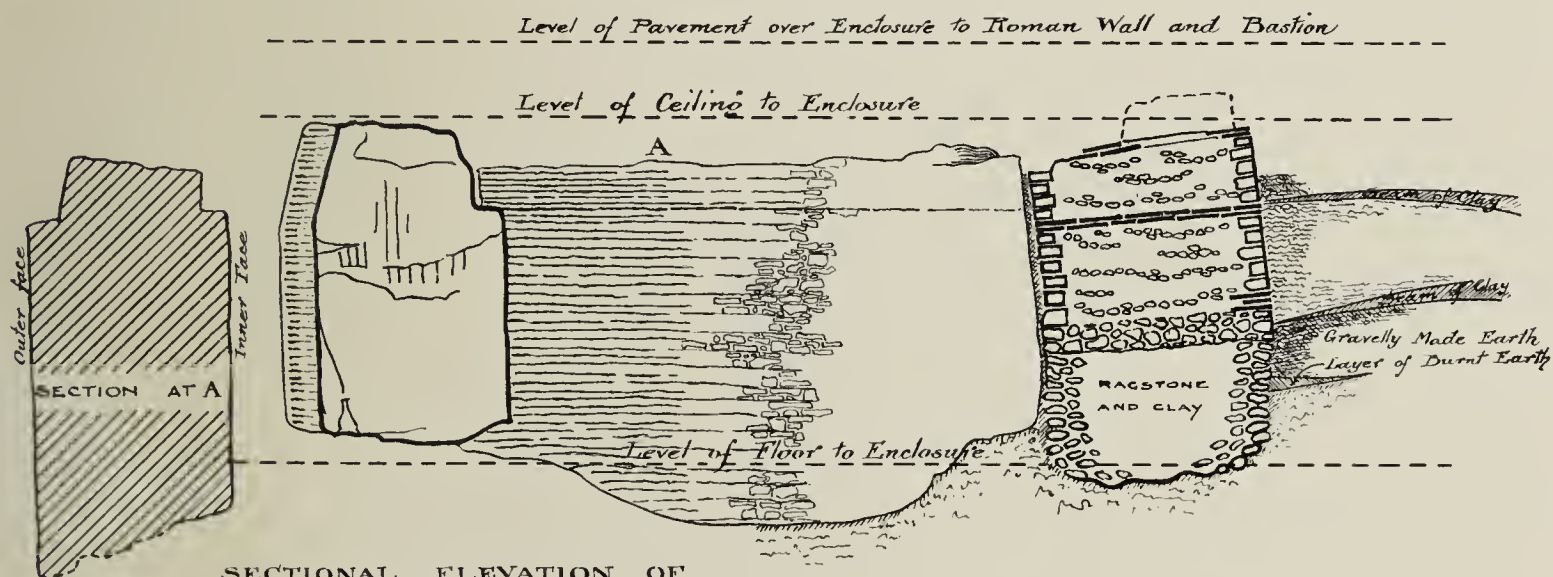 Level of Pavement over Enclosure to Roman Wall and Bastion
Level of Ceiling to Enclosure
A
Seam of Clay
Outer face
Inner Face
Seam of Clay
Gravelly Made Earth
Layer of Burnt Earth
SECTION AT A
RAGSTONE
AND CLAY
Level of Floor to Enclosure
SECTIONAL ELEVATION OF